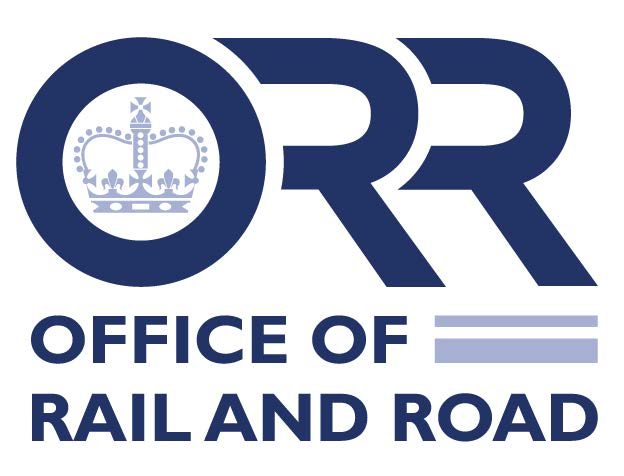 ORR
OFFICE OF
RAIL AND ROAD